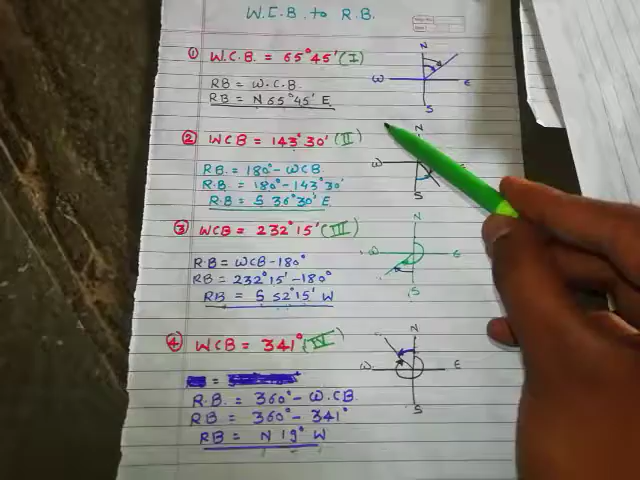 W.C.B. to R.B.
① W.C.B. = 65°45' (I)
RB = W.C.B.
RB = N 65°45' E
N
W E
S
② WCB = 143°30' (II)
R.B. = 180° - WCB.
R.B. = 180° - 143°30'
R.B = S 36°30' E
N
W
S
③ WCB = 232°15' (III)
R.B = WCB - 180°
RB = 232°15' - 180°
RB = S 52°15' W
N
W E
S
④ WCB = 341° (IV)
=
R.B. = 360° - W.CB.
RB = 360° - 341°
RB = N 19° W
N
W E
S